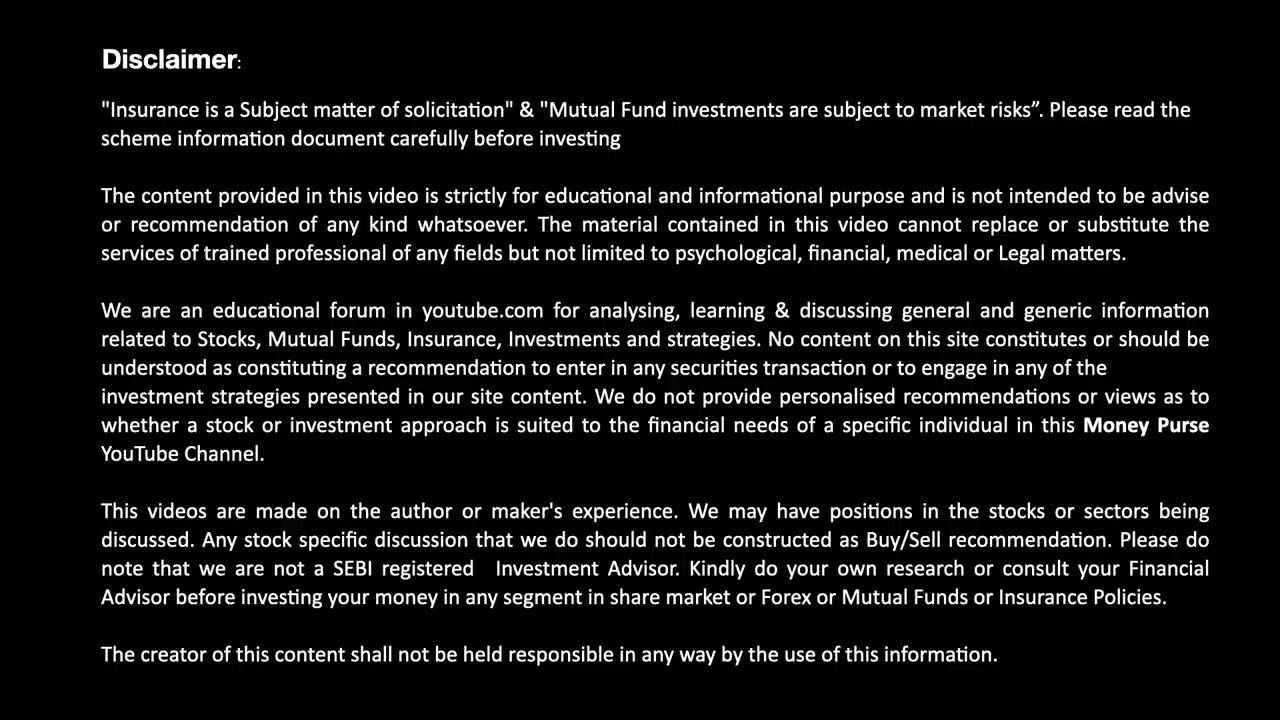 Disclaimer:
"Insurance is a Subject matter of solicitation" & "Mutual Fund investments are subject to market risks”. Please read the
scheme information document carefully before investing
The content provided in this video is strictly for educational and informational purpose and is not intended to be advise
or recommendation of any kind whatsoever. The material contained in this video cannot replace or substitute the
services of trained professional of any fields but not limited to psychological, financial, medical or Legal matters.
We are an educational forum in youtube.com for analysing, learning & discussing general and generic information
related to Stocks, Mutual Funds, Insurance, Investments and strategies. No content on this site constitutes or should be
understood as constituting a recommendation to enter in any securities transaction or to engage in any of the
investment strategies presented in our site content. We do not provide personalised recommendations or views as to
whether a stock or investment approach is suited to the financial needs of a specific individual in this Money Purse
YouTube Channel.
This videos are made on the author or maker's experience. We may have positions in the stocks or sectors being
discussed. Any stock specific discussion that we do should not be constructed as Buy/Sell recommendation. Please do
note that we are not a SEBI registered Investment Advisor. Kindly do your own research or consult your Financial
Advisor before investing your money in any segment in share market or Forex or Mutual Funds or Insurance Policies.
The creator of this content shall not be held responsible in any way by the use of this information.